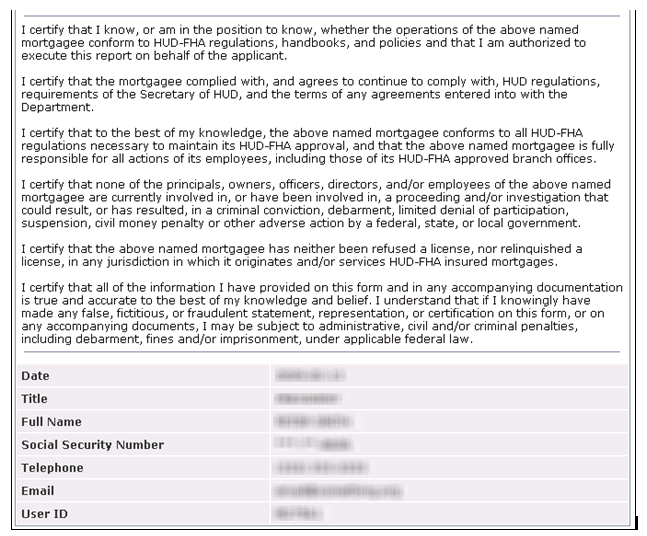 I certify that I know, or am in the position to know, whether the operations of the above named
mortgagee conform to HUD-FHA regulations, handbooks, and policies and that I am authorized to
execute this report on behalf of the applicant.
I certify that the mortgagee complied with, and agrees to continue to comply with, HUD regulations,
requirements of the Secretary of HUD, and the terms of any agreements entered into with the
Department.
I certify that to the best of my knowledge, the above named mortgagee conforms to all HUD-FHA
regulations necessary to maintain its HUD-FHA approval, and that the above named mortgagee is fully
responsible for all actions of its employees, including those of its HUD-FHA approved branch offices.
I certify that none of the principals, owners, officers, directors, and/or employees of the above named
mortgagee are currently involved in, or have been involved in, a proceeding and/or investigation that
could result, or has resulted, in a criminal conviction, debarment, limited denial of participation,
suspension, civil money penalty or other adverse action by a federal, state, or local government.
I certify that the above named mortgagee has neither been refused a license, nor relinquished a
license, in any jurisdiction in which it originates and/or services HUD-FHA insured mortgages.
I certify that all of the information I have provided on this form and in any accompanying documentation
is true and accurate to the best of my knowledge and belief. I understand that if I knowingly have
made any false, fictitious, or fraudulent statement, representation, or certification on this form, or on
any accompanying documents, I may be subject to administrative, civil and/or criminal penalties,
including debarment, fines and/or imprisonment, under applicable federal law.
Date
Title
Full Name
Social Security Number
Telephone
Email
User ID